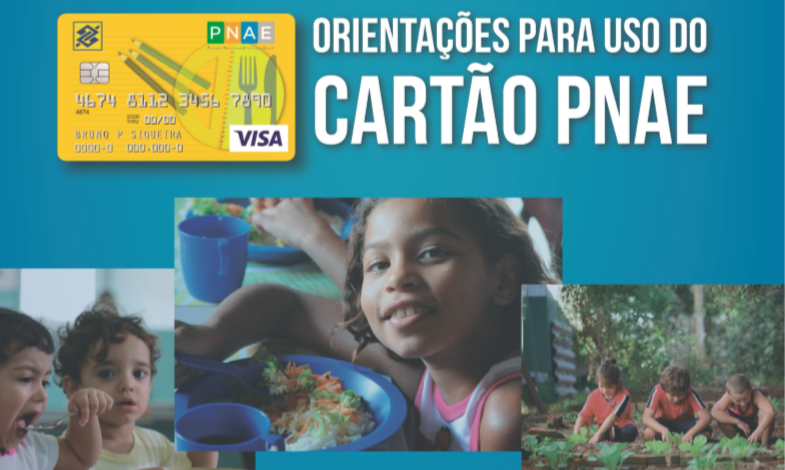 PNAE
ORIENTAÇÕES PARA USO DO
CARTÃO PNAE
4674 8112 3456 7890
4674
00/00
BRUNO P SIQUEIRA
0000-0 000.000-0
VISA